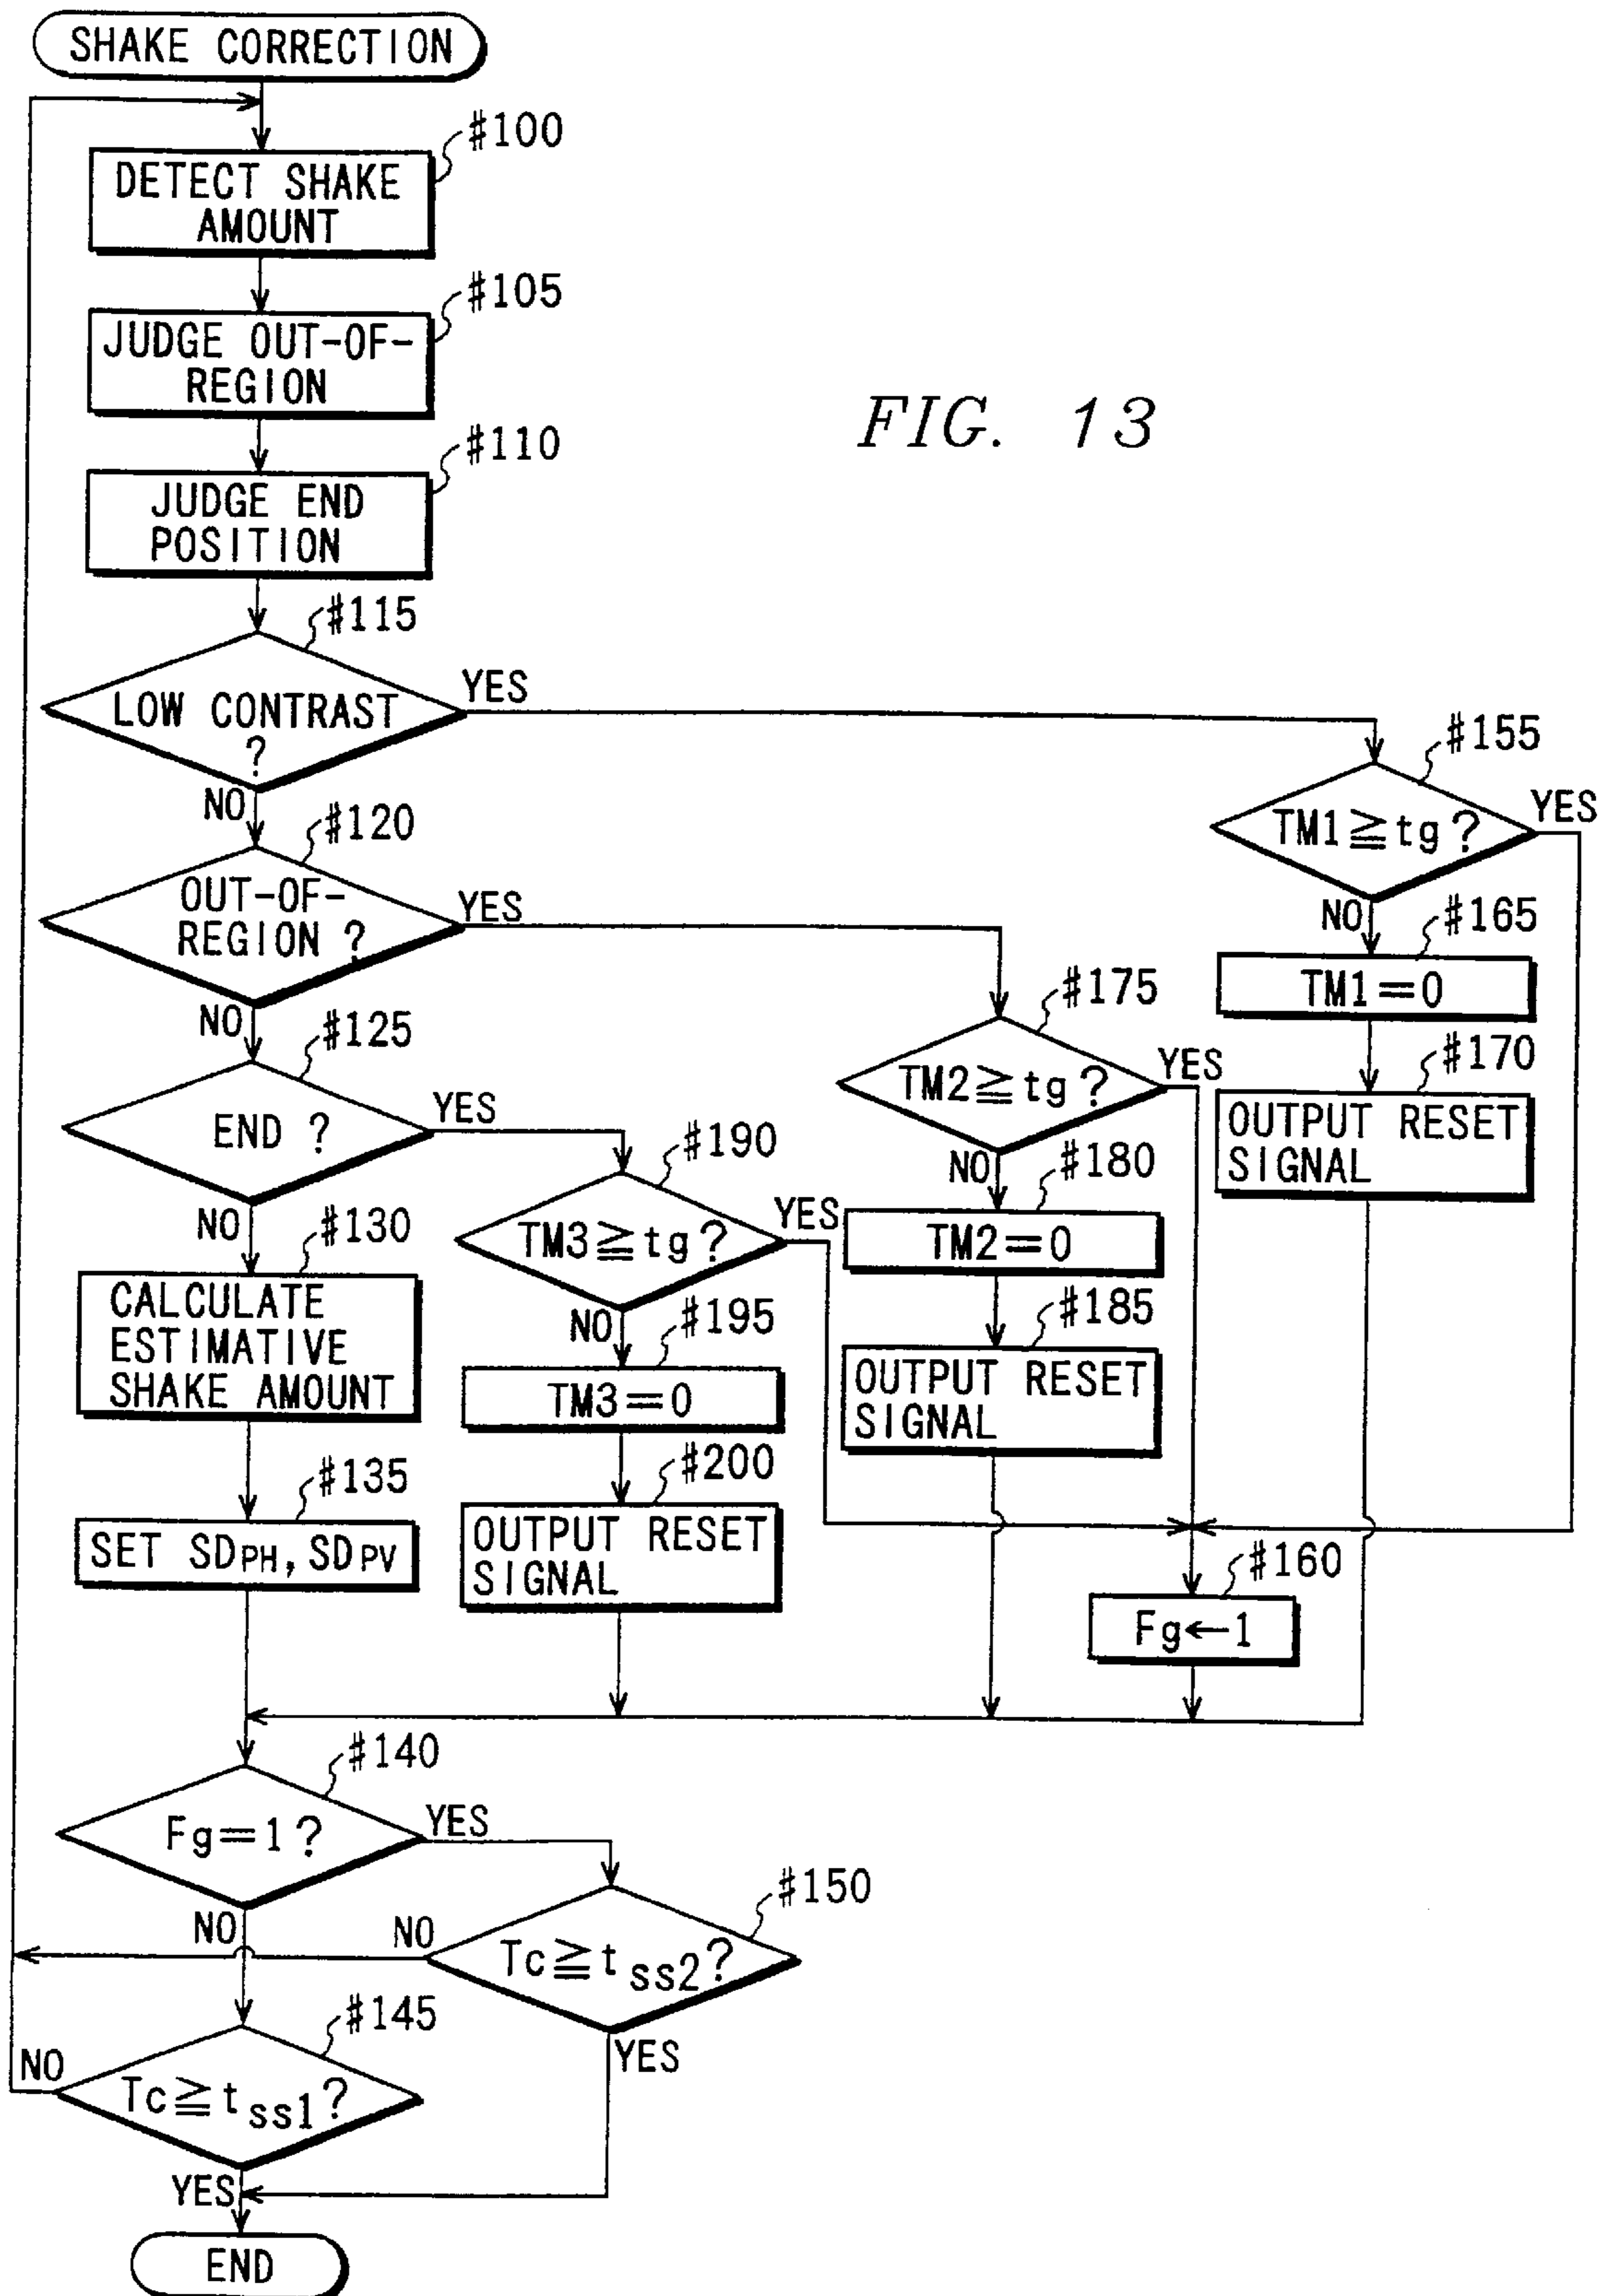 SHAKE CORRECTION
#100
DETECT SHAKE
AMOUNT
#105
JUDGE OUT-OF-
REGION
FIG. 13
#110
JUDGE END
POSITION
#115
LOW CONTRAST
?
YES
NO
#155
TM1≧tg?
YES
NO
#165
TM1=0
#170
OUTPUT RESET
SIGNAL
#120
OUT-OF-
REGION ?
YES
NO
#175
TM2≧tg?
YES
NO
#180
TM2=0
#185
OUTPUT RESET
SIGNAL
#125
END ?
YES
NO
#190
TM3≧tg?
YES
NO
#195
TM3=0
#200
OUTPUT RESET
SIGNAL
#130
CALCULATE
ESTIMATIVE
SHAKE AMOUNT
#135
SET SDPH, SDPV
#160
Fg←1
#140
Fg=1?
YES
NO
#150
Tc≧tss2?
NO
YES
#145
Tc≧tss1?
NO
YES
END